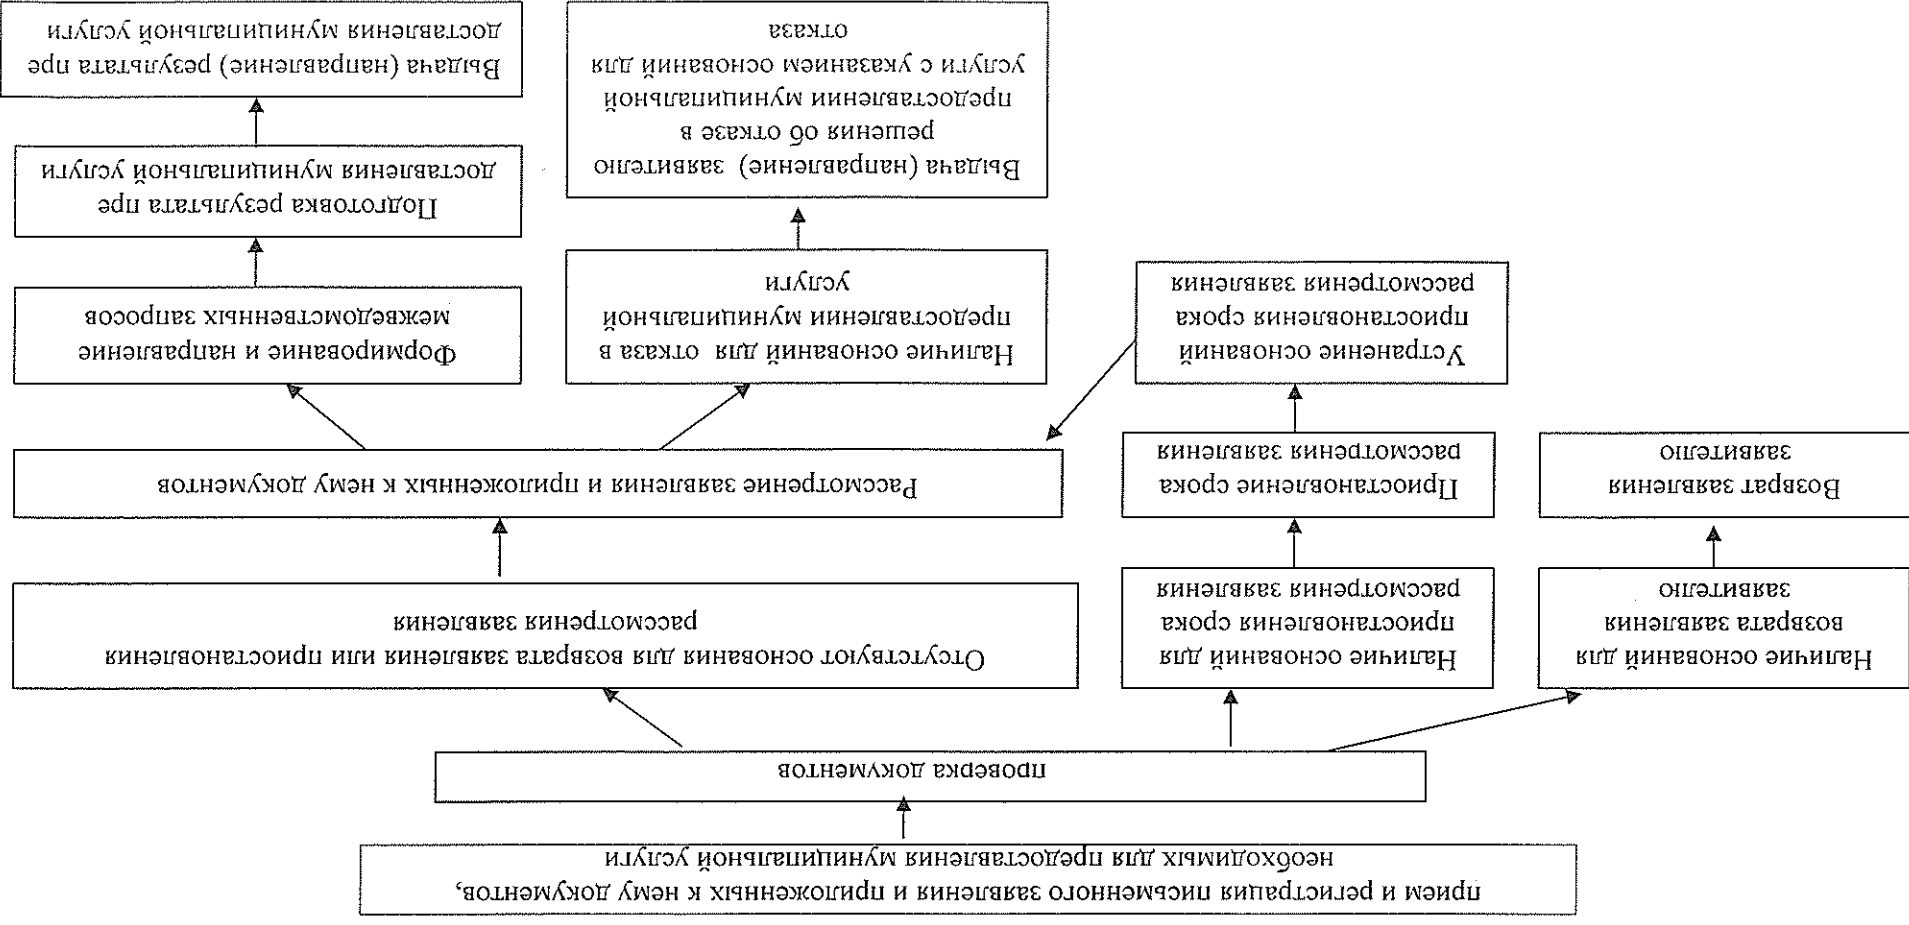 прием и регистрация письменного заявления и приложенных к нему документов,
необходимых для предоставления муниципальной услуги
проверка документов
Наличие оснований для
возврата заявления
заявителю
Наличие оснований для
приостановления срока
рассмотрения заявления
Отсутствуют основания для возврата заявления или приостановления
рассмотрения заявления
Возврат заявления
заявителю
Приостановление срока
рассмотрения заявления
Рассмотрение заявления и приложенных к нему документов
Устранение оснований
приостановления срока
рассмотрения заявления
Наличие оснований для отказа в
предоставлении муниципальной
услуги
Формирование и направление
межведомственных запросов
Выдача (направление) заявителю
решения об отказе в
предоставлении муниципальной
услуги с указанием оснований для
отказа
Подготовка результата пре
доставления муниципальной услуги
Выдача (направление) результата пре
доставления муниципальной услуги